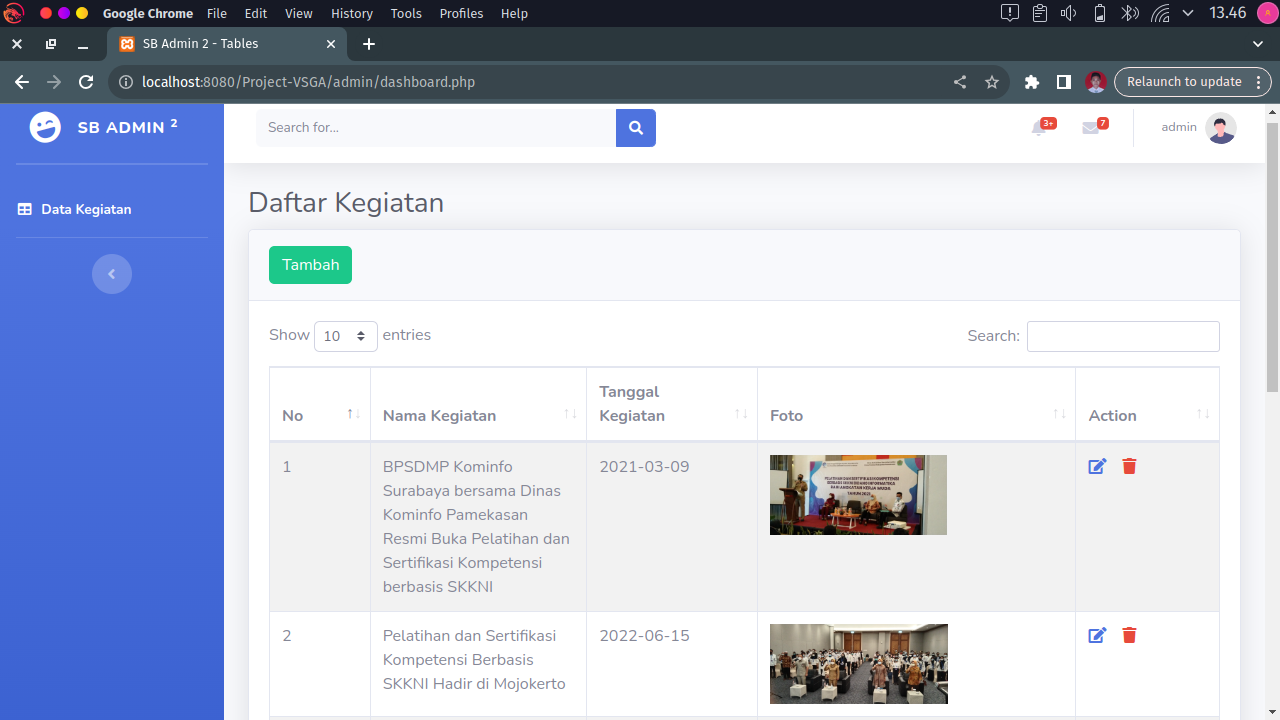 Google Chrome File Edit View History Tools Profiles Help 13.46
SB Admin 2 - Tables
localhost:8080/Project-VSGA/admin/dashboard.php Relaunch to update
SB ADMIN 2
Search for...
3+ 7 admin
Data Kegiatan
Daftar Kegiatan
Tambah
Show 10 entries Search:
No Nama Kegiatan Tanggal Kegiatan Foto Action
1 BPSDMP Kominfo 2021-03-09
Surabaya bersama Dinas
Kominfo Pamekasan
Resmi Buka Pelatihan dan
Sertifikasi Kompetensi
berbasis SKKNI
2 Pelatihan dan Sertifikasi 2022-06-15
Kompetensi Berbasis
SKKNI Hadir di Mojokerto